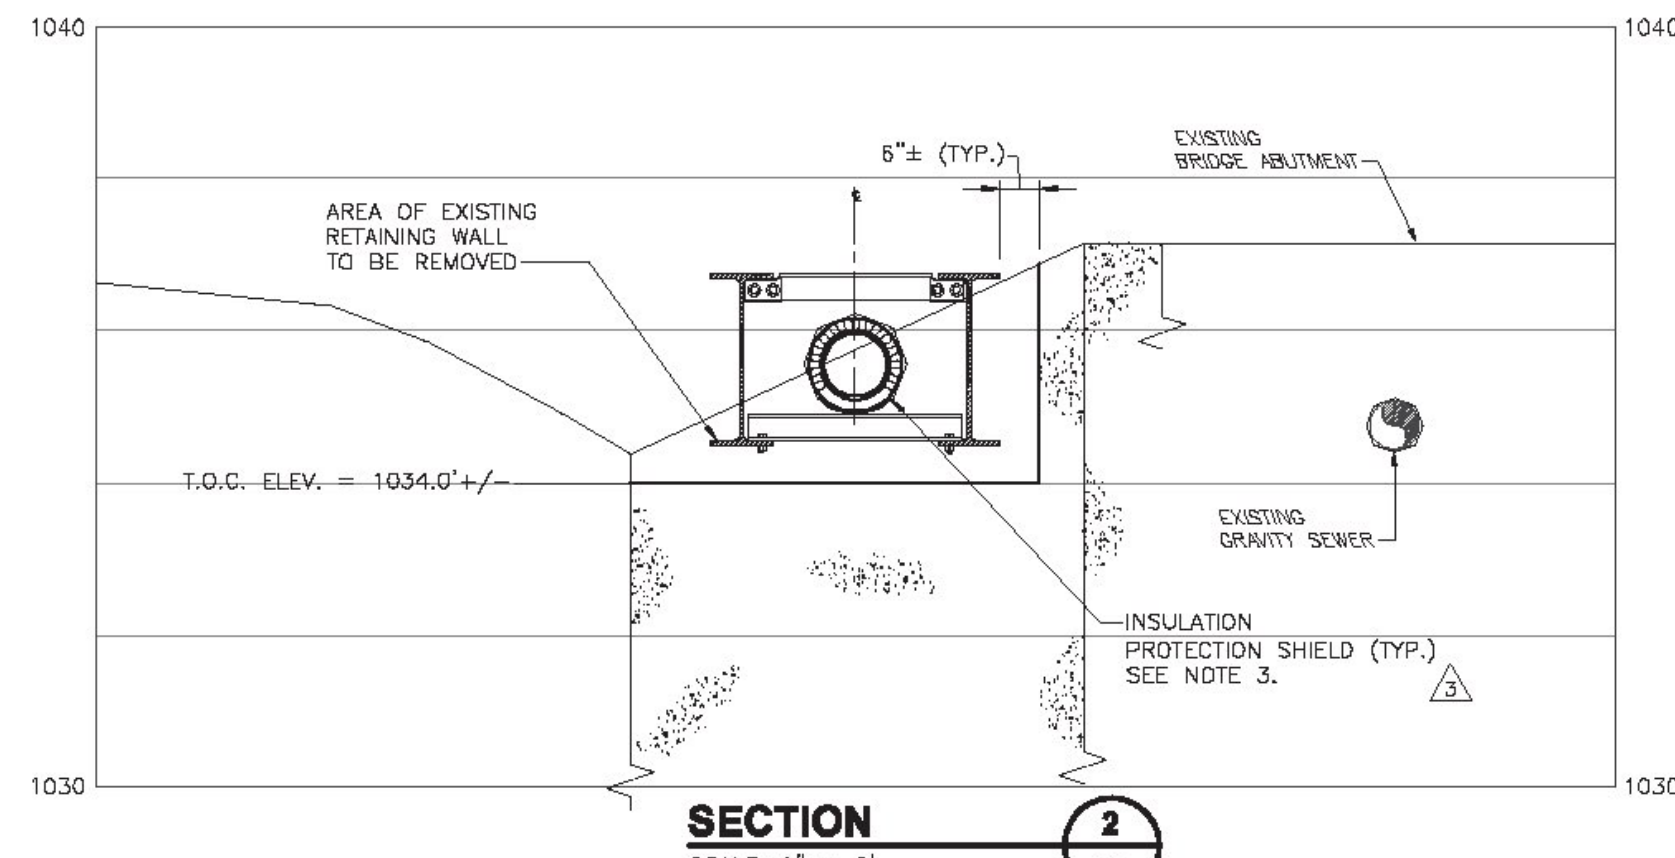 1040
1040
6"± (TYP.)
EXISTING
BRIDGE ABUTMENT
AREA OF EXISTING
RETAINING WALL
TO BE REMOVED
T.O.C. ELEV. = 1034.0'+/-
EXISTING
GRAVITY SEWER
INSULATION
PROTECTION SHIELD (TYP.)
SEE NOTE 3.
3
1030
1030
SECTION
2